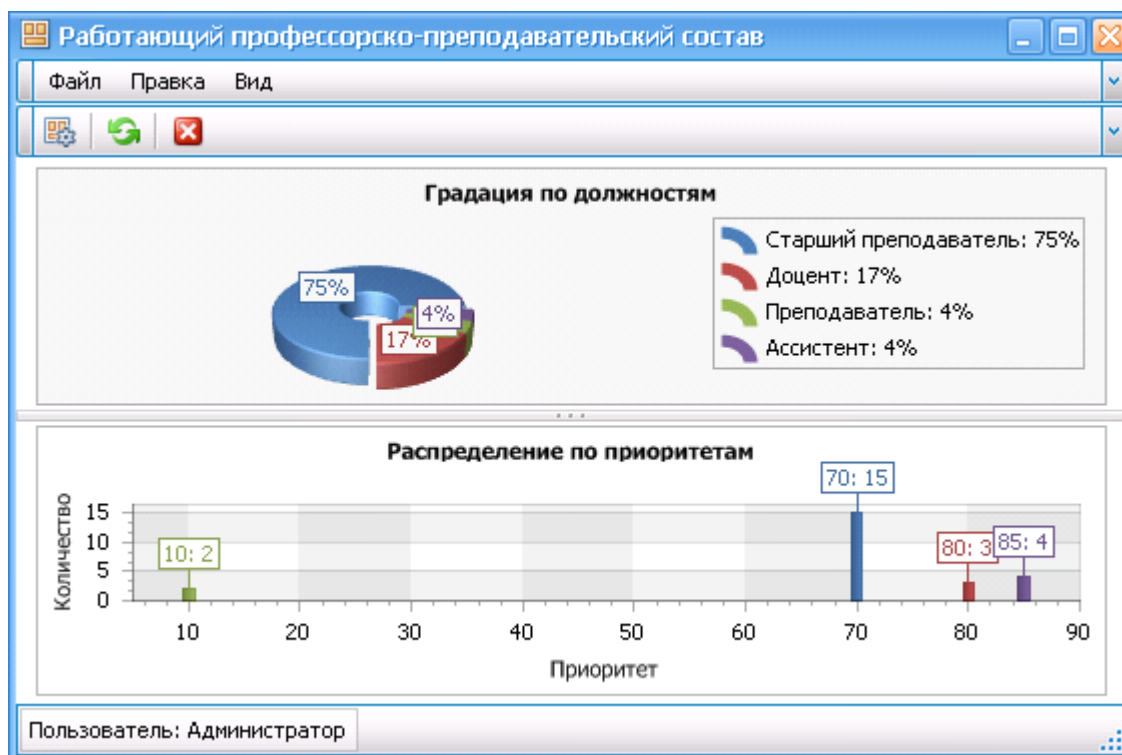 Работающий профессорско-преподавательский состав
Файл Правка Вид
Градация по должностям
75%
4%
17%
Старший преподаватель: 75%
Доцент: 17%
Преподаватель: 4%
Ассистент: 4%
Распределение по приоритетам
Количество
15
10
5
0
70: 15
10: 2
80: 3
85: 4
10 20 30 40 50 60 70 80 90
Приоритет
Пользователь: Администратор